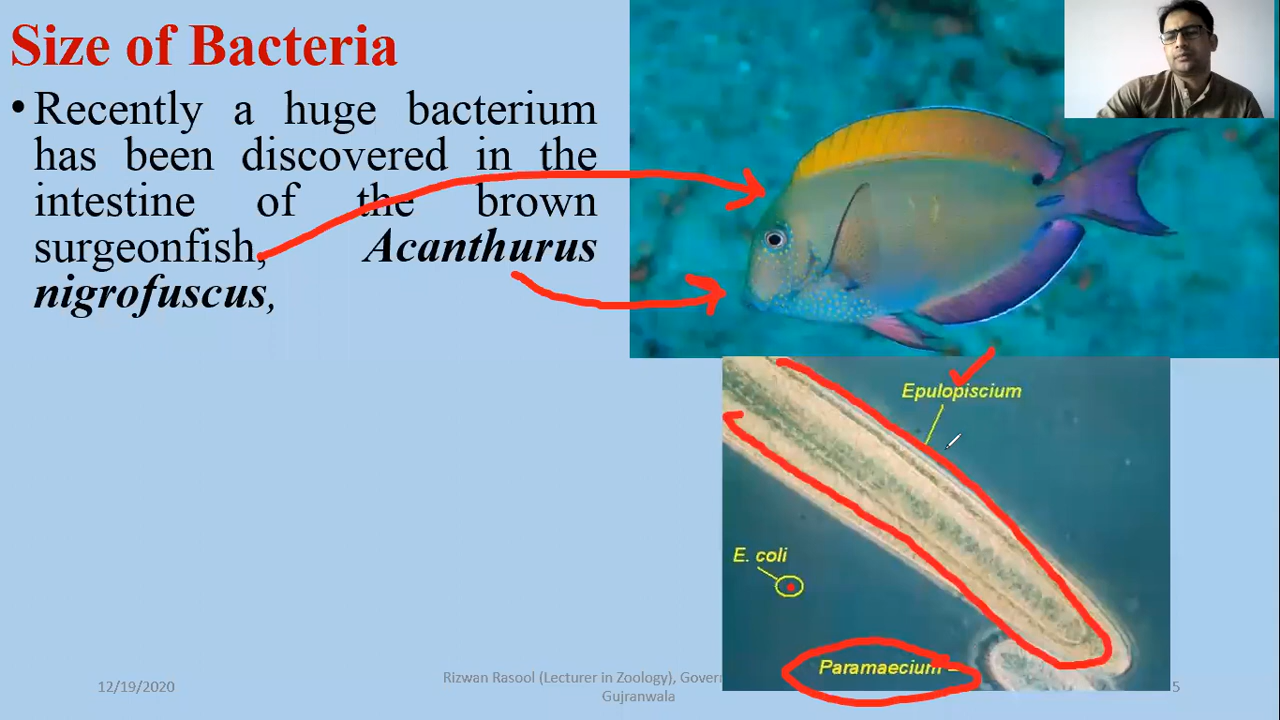 Size of Bacteria
• Recently a huge bacterium
has been discovered in the
intestine of the brown
surgeonfish, Acanthurus
nigrofuscus,
Epulopiscium
E. coli
Paramaecium
12/19/2020
Rizwan Rasool (Lecturer in Zoology), Gover
Gujranwala
5